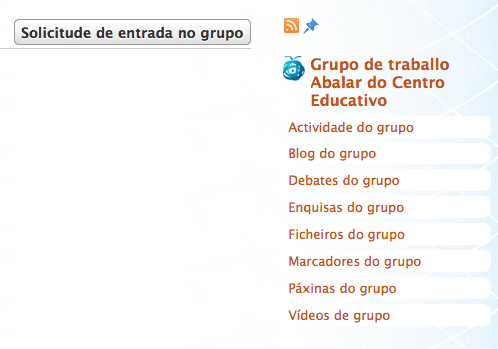 Solicitude de entrada no grupo
Grupo de traballo
Abalar do Centro
Educativo
Actividade do grupo
Blog do grupo
Debates do grupo
Enquisas do grupo
Ficheiros do grupo
Marcadores do grupo
Páxinas do grupo
Vídeos de grupo